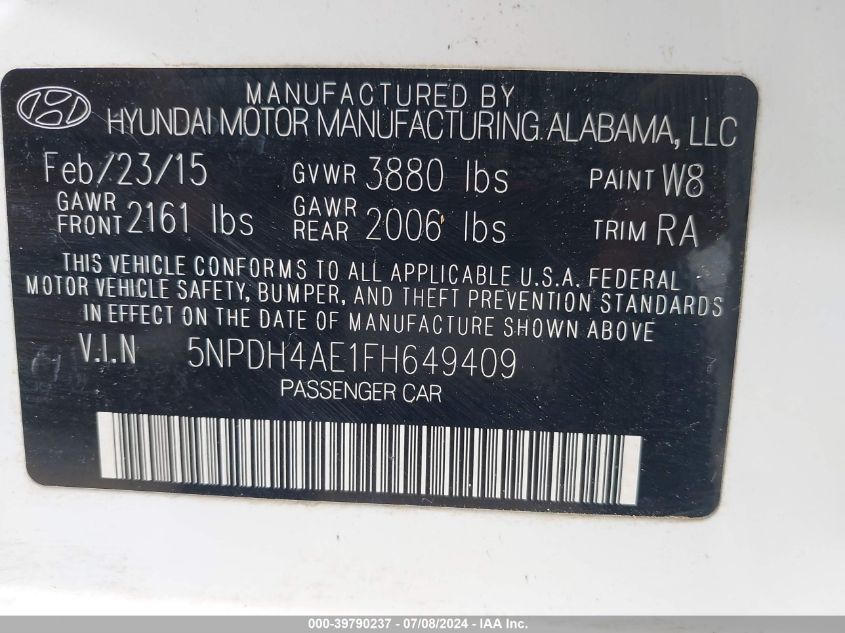 MANUFACTURED BY
HYUNDAI MOTOR MANUFACTURING ALABAMA, LLC
Feb/23/15 GVWR 3880 lbs PAINT W8
GAWR FRONT 2161 lbs GAWR REAR 2006 lbs TRIM RA
THIS VEHICLE CONFORMS TO ALL APPLICABLE U.S.A. FEDERAL
MOTOR VEHICLE SAFETY, BUMPER, AND THEFT PREVENTION STANDARDS
IN EFFECT ON THE DATE OF MANUFACTURE SHOWN ABOVE
V.I.N 5NPDH4AE1FH649409
PASSENGER CAR
000-39790237 - 07/08/2024 - IAA Inc.